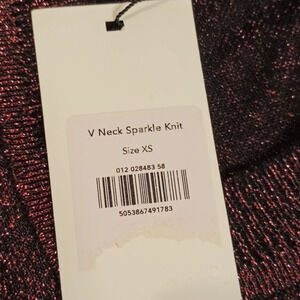 V Neck Sparkle Knit
Size XS
012 028483 58
5053867491783